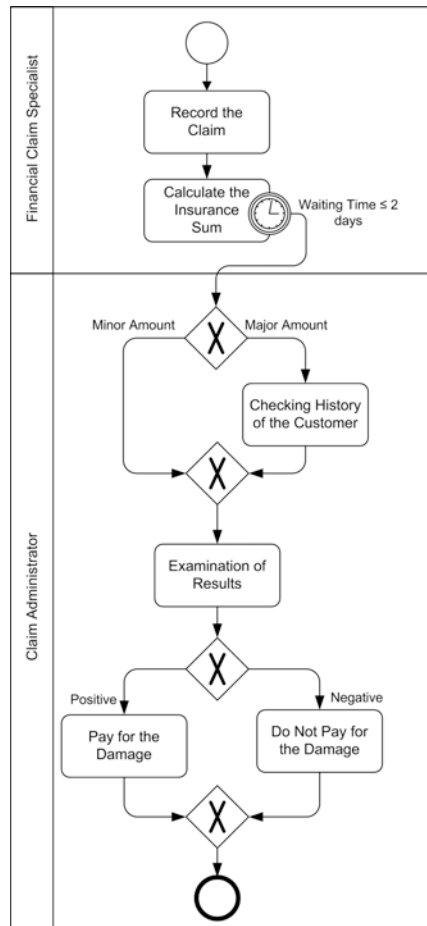 Financial Claim Specialist
Record the
Claim
Calculate the
Insurance
Sum
Waiting Time ≤ 2
days
Claim Administrator
Minor Amount
Major Amount
X
Checking History
of the Customer
X
Examination of
Results
X
Positive
Negative
Pay for the
Damage
Do Not Pay for
the Damage
X